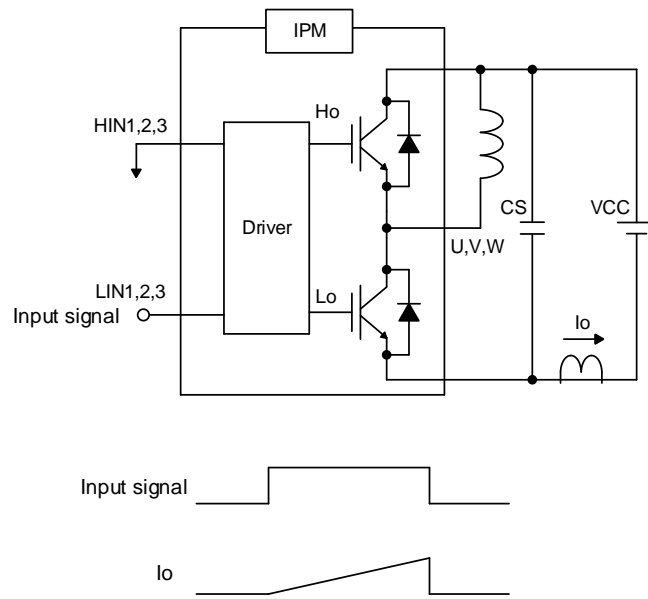 IPM
HIN1,2,3
Ho
Driver
CS
VCC
U,V,W
LIN1,2,3
Lo
Input signal
Io
Input signal
Io